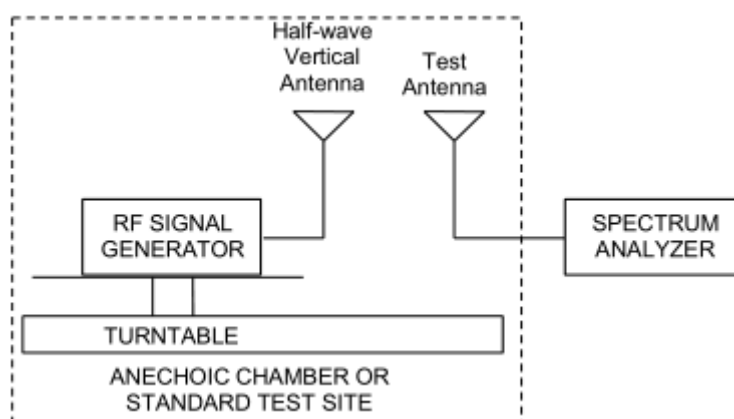 Half-wave
Vertical
Antenna
Test
Antenna
RF SIGNAL
GENERATOR
SPECTRUM
ANALYZER
TURNTABLE
ANECHOIC CHAMBER OR
STANDARD TEST SITE